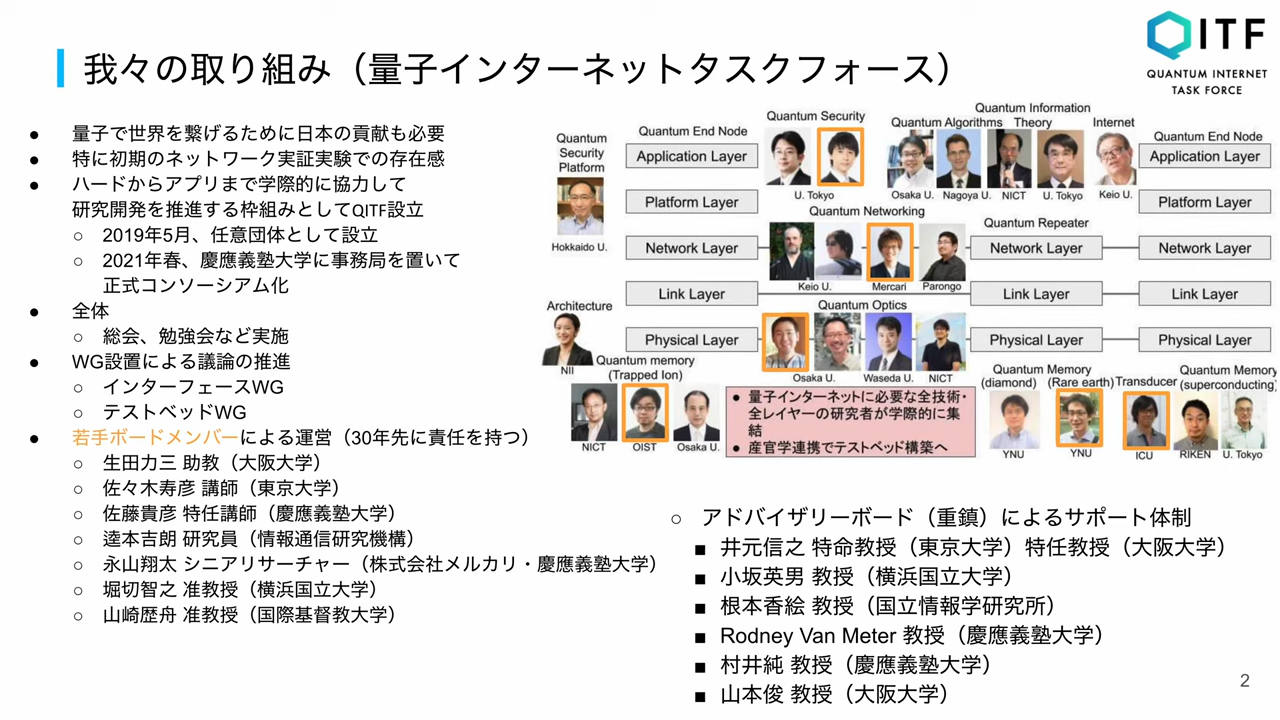 我々の取り組み（量子インターネットタスクフォース）
QITF
QUANTUM INTERNET
TASK FORCE
● 量子で世界を繋げるために日本の貢献も必要
● 特に初期のネットワーク実証実験での存在感
● ハードからアプリまで学際的に協力して
研究開発を推進する枠組みとしてQITF設立
○ 2019年5月、任意団体として設立
○ 2021年春、慶應義塾大学に事務局を置いて
正式コンソーシアム化
● 全体
○ 総会、勉強会など実施
● WG設置による議論の推進
○ インターフェースWG
○ テストベッドWG
● 若手ボードメンバーによる運営（30年先に責任を持つ）
○ 生田力三 助教（大阪大学）
○ 佐々木寿彦 講師（東京大学）
○ 佐藤貴彦 特任講師（慶應義塾大学）
○ 逵本吉朗 研究員（情報通信研究機構）
○ 永山翔太 シニアリサーチャー（株式会社メルカリ・慶應義塾大学）
○ 堀切智之 准教授（横浜国立大学）
○ 山崎歴舟 准教授（国際基督教大学）
Quantum
Security
Platform
Hokkaido U.
Quantum End Node
Application Layer
Platform Layer
Network Layer
Link Layer
Physical Layer
Quantum Security
U. Tokyo
Quantum Algorithms
Osaka U.
Nagoya U.
Quantum Information
Theory
NICT
U. Tokyo
Internet
Keio U.
Quantum End Node
Application Layer
Platform Layer
Network Layer
Link Layer
Physical Layer
Quantum Networking
Keio U.
Mercari
Parongo
Quantum Repeater
Network Layer
Link Layer
Physical Layer
Architecture
NII
Quantum Optics
Osaka U.
Waseda U.
NICT
Quantum memory
(Trapped Ion)
NICT
OIST
Osaka U.
● 量子インターネットに必要な全技術・
全レイヤーの研究者が学際的に集
結
● 産官学連携でテストベッド構築へ
Quantum Memory
(diamond)
(Rare earth)
Transducer
YNU
YNU
ICU
Quantum Memory
(superconducting)
RIKEN
U. Tokyo
○ アドバイザリーボード（重鎮）によるサポート体制
■ 井元信之 特命教授（東京大学）特任教授（大阪大学）
■ 小坂英男 教授（横浜国立大学）
■ 根本香絵 教授（国立情報学研究所）
■ Rodney Van Meter 教授（慶應義塾大学）
■ 村井純 教授（慶應義塾大学）
■ 山本俊 教授（大阪大学）
2